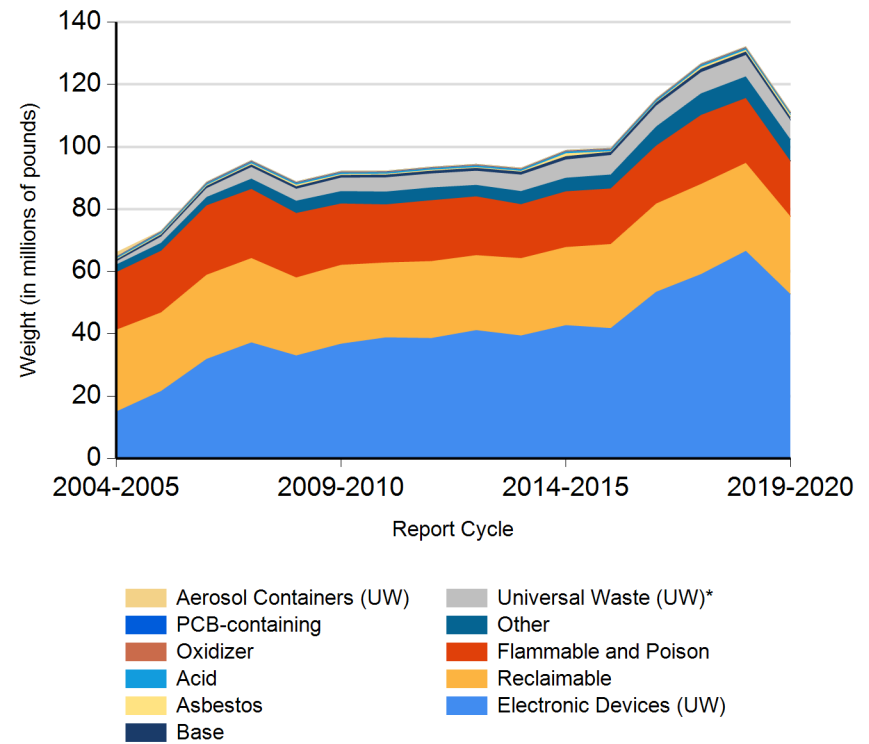 140
120
100
80
60
40
20
0
Weight (in millions of pounds)
2004-2005 2009-2010 2014-2015 2019-2020
Report Cycle
Aerosol Containers (UW)
PCB-containing
Oxidizer
Acid
Asbestos
Base
Universal Waste (UW)*
Other
Flammable and Poison
Reclaimable
Electronic Devices (UW)